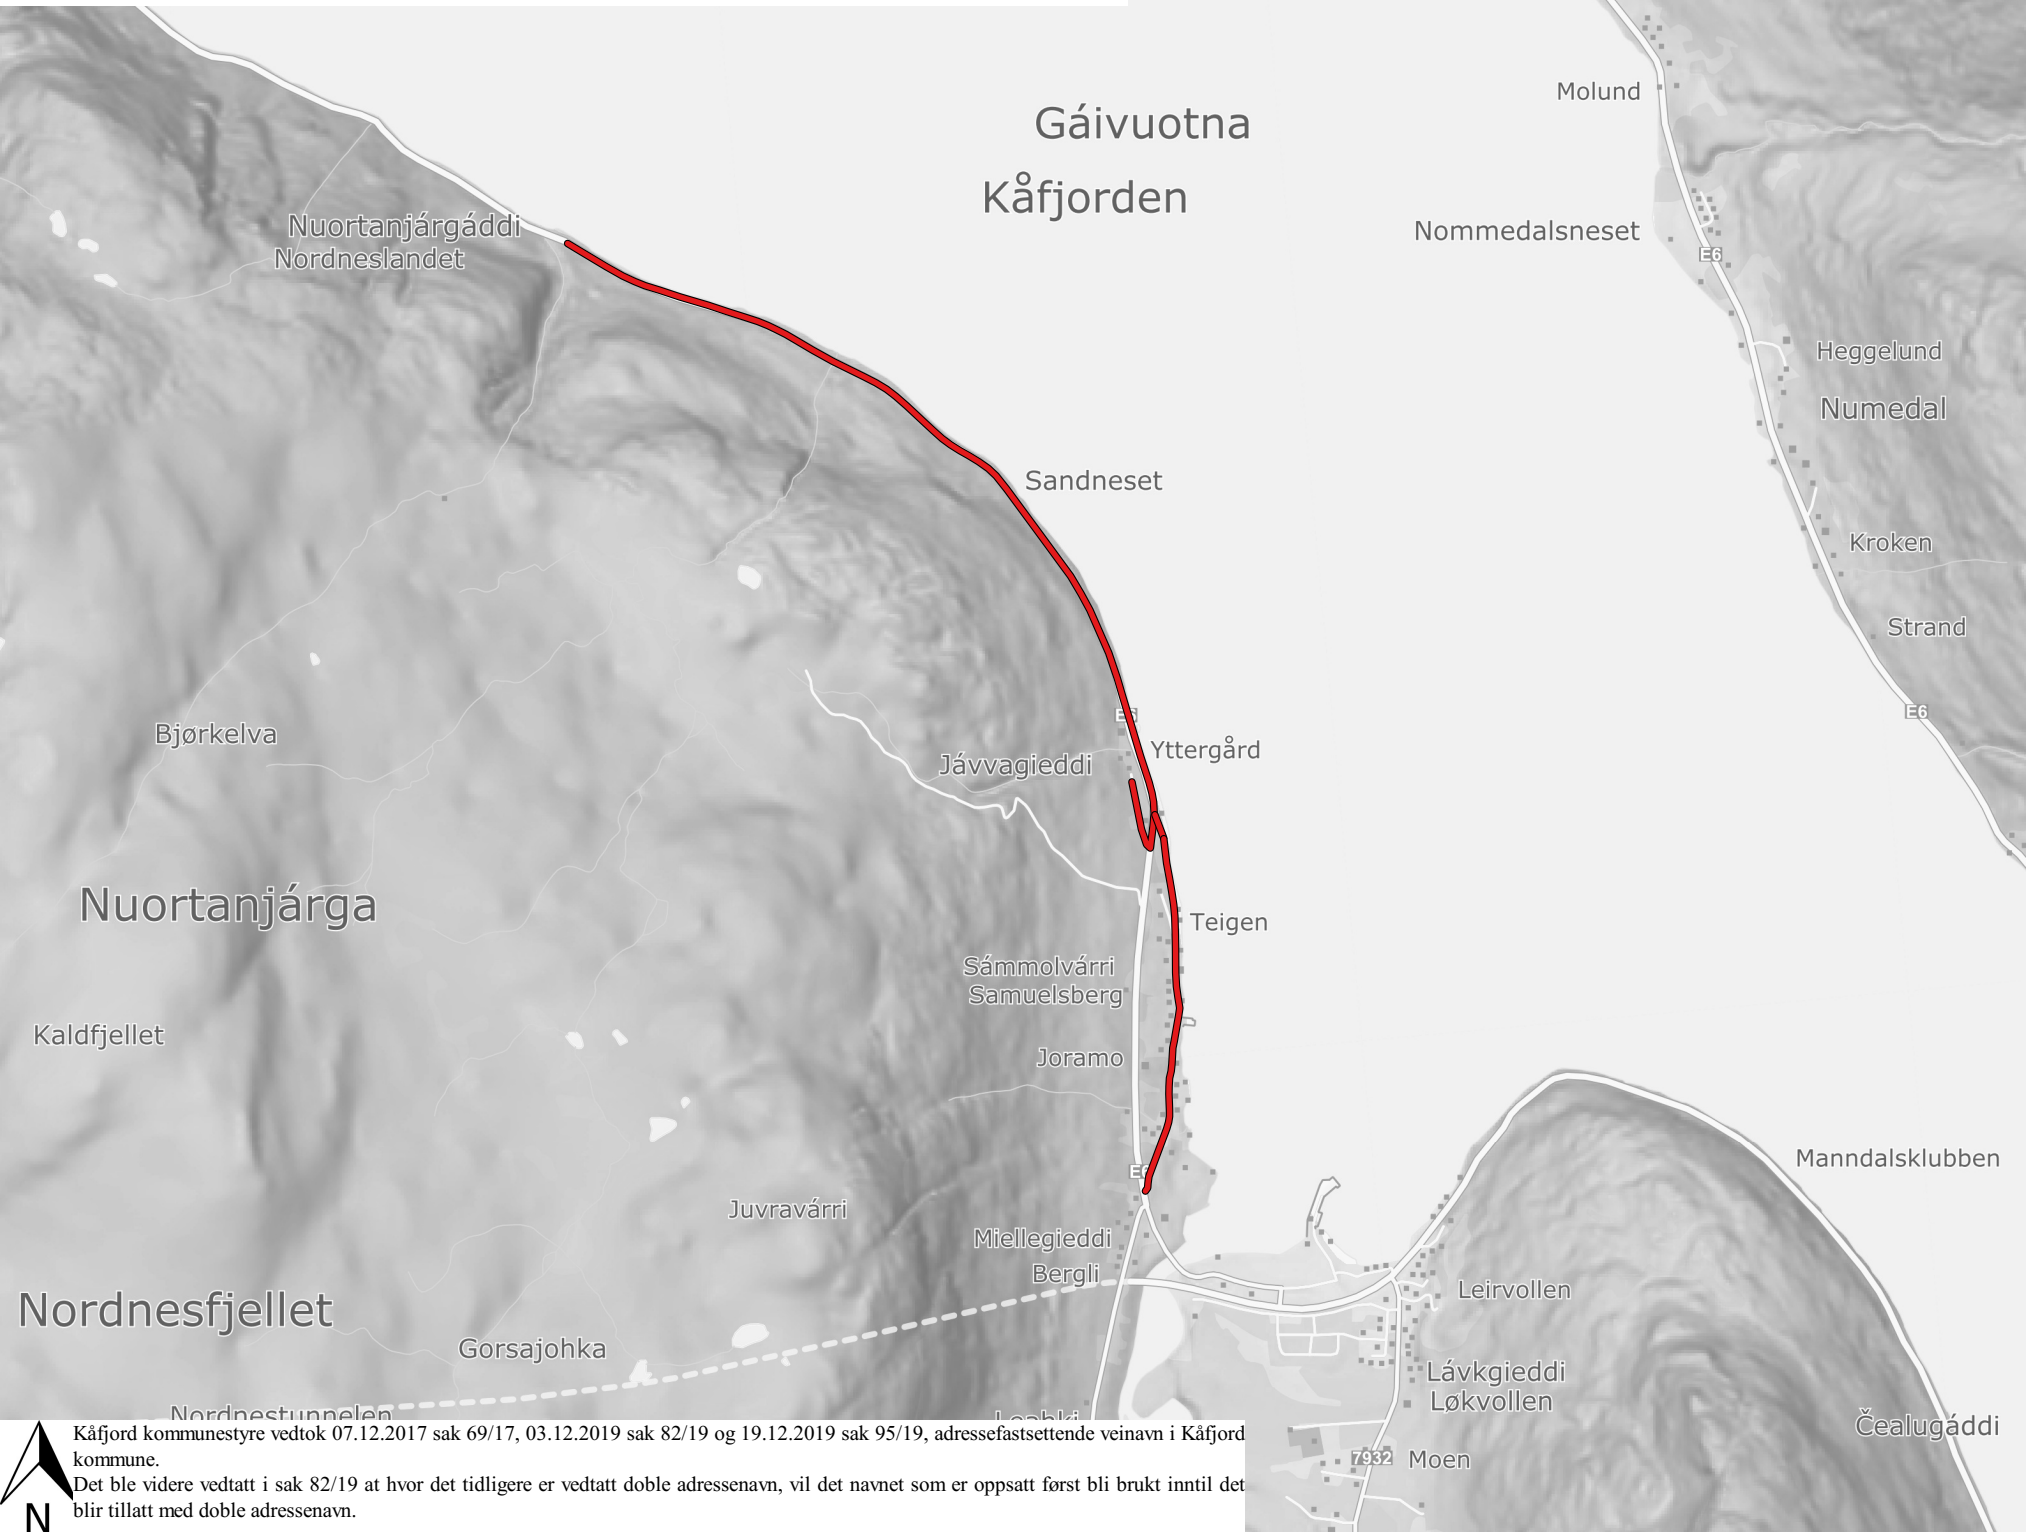 Molund
Gáivuotna
Kåfjorden
Nuortanjárgáddi
Nordneslandet
Nommedalsneset
E6
Heggelund
Numedal
Sandneset
Kroken
Strand
E6
E6
Bjørkelva
Jávvagieddi
Yttergård
Nuortanjárga
Teigen
Sámmolvárri
Samuelsberg
Kaldfjellet
Joramo
Manndalsklubben
E6
Juvravárri
Miellegieddi
Bergli
Leirvollen
Nordnesfjellet
Gorsajohka
Lávkgieddi
Løkvollen
Nordnestunnelen
Čealugáddi
7932
Moen
Kåfjord kommunestyre vedtok 07.12.2017 sak 69/17, 03.12.2019 sak 82/19 og 19.12.2019 sak 95/19, adressefastsettende veinavn i Kåfjord
kommune.
Det ble videre vedtatt i sak 82/19 at hvor det tidligere er vedtatt doble adressenavn, vil det navnet som er oppsatt først bli brukt inntil det
blir tillatt med doble adressenavn.
N